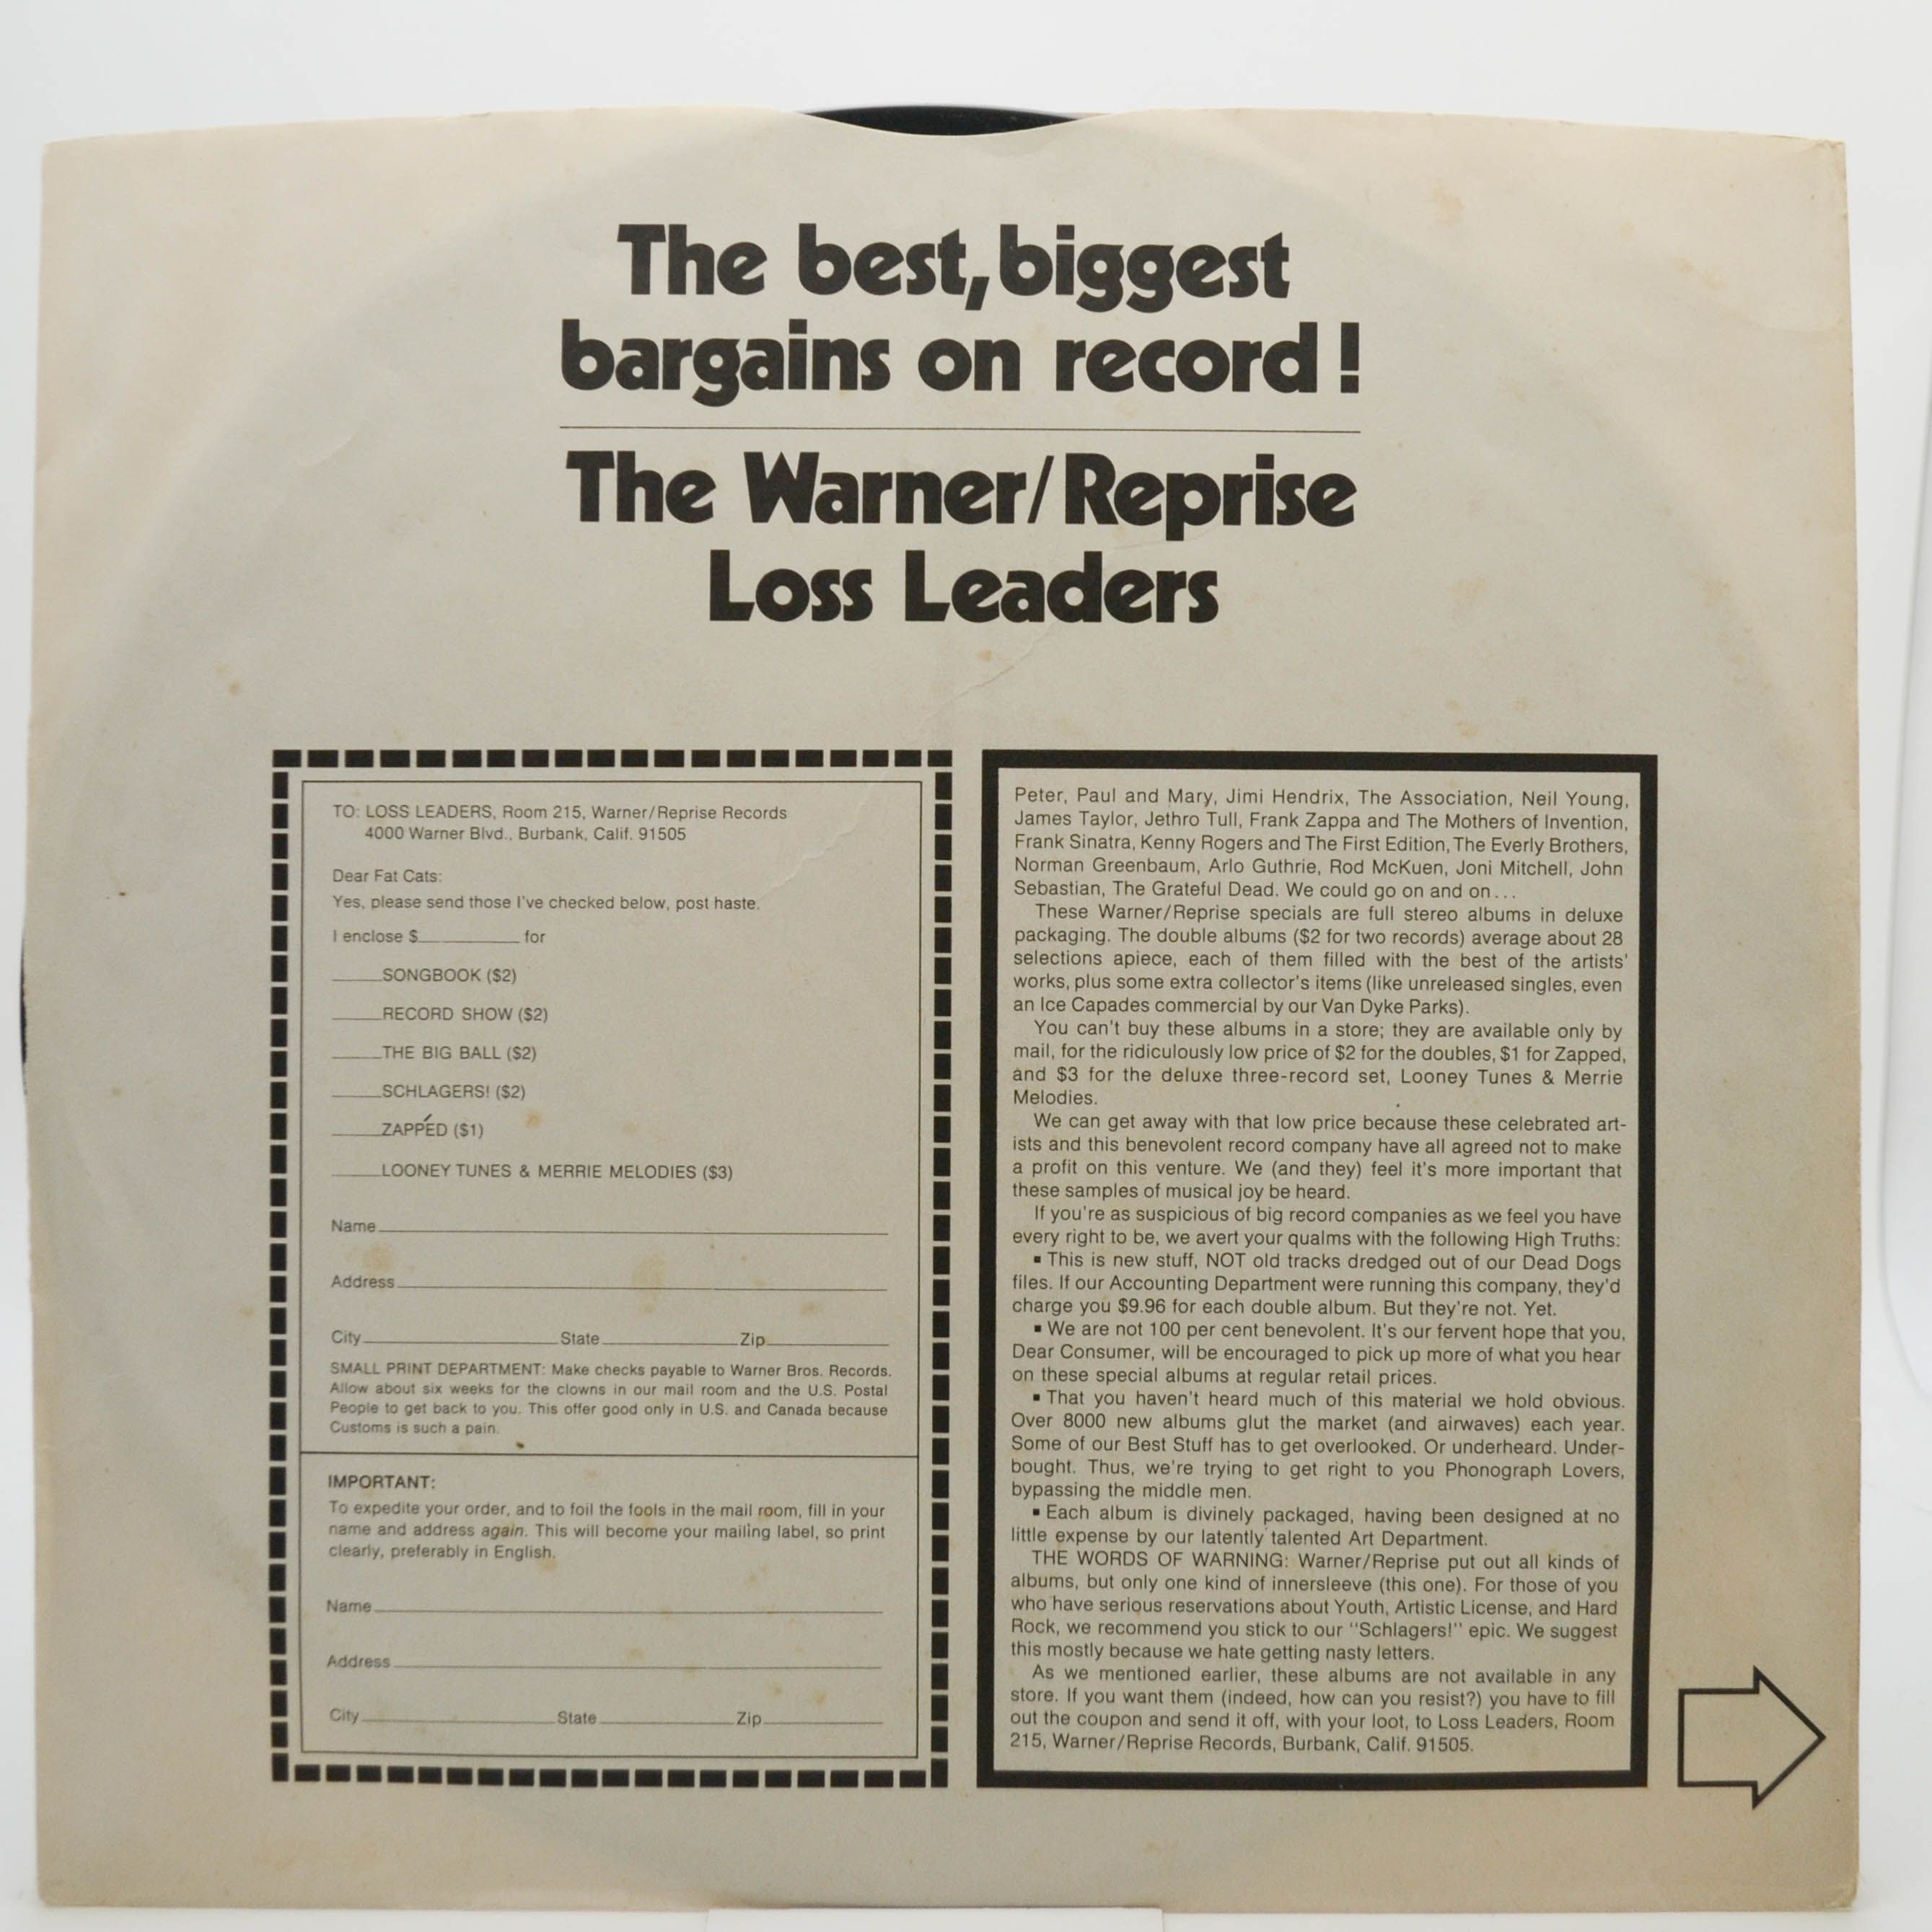 The best, biggest
bargains on record!
The Warner/Reprise
Loss Leaders
TO: LOSS LEADERS, Room 215, Warner/Reprise Records
4000 Warner Blvd., Burbank, Calif. 91505
Dear Fat Cats:
Yes, please send those I've checked below, post haste.
I enclose $__________ for
_____SONGBOOK ($2)
_____RECORD SHOW ($2)
_____THE BIG BALL ($2)
_____SCHLAGERS! ($2)
_____ZAPPÉD ($1)
_____LOONEY TUNES & MERRIE MELODIES ($3)
Name
Address
City State Zip
SMALL PRINT DEPARTMENT: Make checks payable to Warner Bros. Records.
Allow about six weeks for the clowns in our mail room and the U.S. Postal
People to get back to you. This offer good only in U.S. and Canada because
Customs is such a pain.
IMPORTANT:
To expedite your order, and to foil the fools in the mail room, fill in your
name and address again. This will become your mailing label, so print
clearly, preferably in English.
Name
Address
City State Zip
Peter, Paul and Mary, Jimi Hendrix, The Association, Neil Young,
James Taylor, Jethro Tull, Frank Zappa and The Mothers of Invention,
Frank Sinatra, Kenny Rogers and The First Edition, The Everly Brothers,
Norman Greenbaum, Arlo Guthrie, Rod McKuen, Joni Mitchell, John
Sebastian, The Grateful Dead. We could go on and on...
These Warner/Reprise specials are full stereo albums in deluxe
packaging. The double albums ($2 for two records) average about 28
selections apiece, each of them filled with the best of the artists'
works, plus some extra collector's items (like unreleased singles, even
an Ice Capades commercial by our Van Dyke Parks).
You can't buy these albums in a store; they are available only by
mail, for the ridiculously low price of $2 for the doubles, $1 for Zapped,
and $3 for the deluxe three-record set, Looney Tunes & Merrie
Melodies.
We can get away with that low price because these celebrated art-
ists and this benevolent record company have all agreed not to make
a profit on this venture. We (and they) feel it's more important that
these samples of musical joy be heard.
If you're as suspicious of big record companies as we feel you have
every right to be, we avert your qualms with the following High Truths:
▪ This is new stuff, NOT old tracks dredged out of our Dead Dogs
files. If our Accounting Department were running this company, they'd
charge you $9.96 for each double album. But they're not. Yet.
▪ We are not 100 per cent benevolent. It's our fervent hope that you,
Dear Consumer, will be encouraged to pick up more of what you hear
on these special albums at regular retail prices.
▪ That you haven't heard much of this material we hold obvious.
Over 8000 new albums glut the market (and airwaves) each year.
Some of our Best Stuff has to get overlooked. Or underheard. Under-
bought. Thus, we're trying to get right to you Phonograph Lovers,
bypassing the middle men.
▪ Each album is divinely packaged, having been designed at no
little expense by our latently talented Art Department.
THE WORDS OF WARNING: Warner/Reprise put out all kinds of
albums, but only one kind of innersleeve (this one). For those of you
who have serious reservations about Youth, Artistic License, and Hard
Rock, we recommend you stick to our "Schlagers!" epic. We suggest
this mostly because we hate getting nasty letters.
As we mentioned earlier, these albums are not available in any
store. If you want them (indeed, how can you resist?) you have to fill
out the coupon and send it off, with your loot, to Loss Leaders, Room
215, Warner/Reprise Records, Burbank, Calif. 91505.